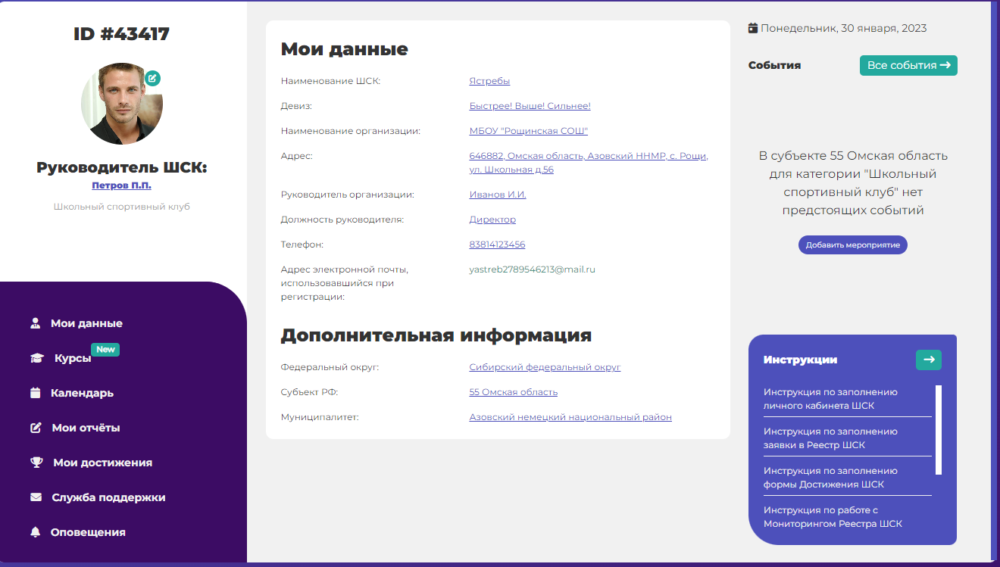 ID #43417
Руководитель ШСК:
Петров П.П.
Школьный спортивный клуб
Мои данные
Курсы New
Календарь
Мои отчёты
Мои достижения
Служба поддержки
Оповещения
Мои данные
Наименование ШСК: Ястребы
Девиз: Быстрее! Выше! Сильнее!
Наименование организации: МБОУ "Рощинская СОШ"
Адрес: 646882, Омская область, Азовский ННМР, с. Рощи,
ул. Школьная д.56
Руководитель организации: Иванов И.И.
Должность руководителя: Директор
Телефон: 83814123456
Адрес электронной почты, yastreb2789546213@mail.ru
использовавшийся при
регистрации:
Дополнительная информация
Федеральный округ: Сибирский федеральный округ
Субъект РФ: 55 Омская область
Муниципалитет: Азовский немецкий национальный район
Понедельник, 30 января, 2023
События Все события →
В субъекте 55 Омская область
для категории "Школьный
спортивный клуб" нет
предстоящих событий
Добавить мероприятие
Инструкции →
Инструкция по заполнению
личного кабинета ШСК
Инструкция по заполнению
заявки в Реестр ШСК
Инструкция по заполнению
формы Достижения ШСК
Инструкция по работе с
Мониторингом Реестра ШСК